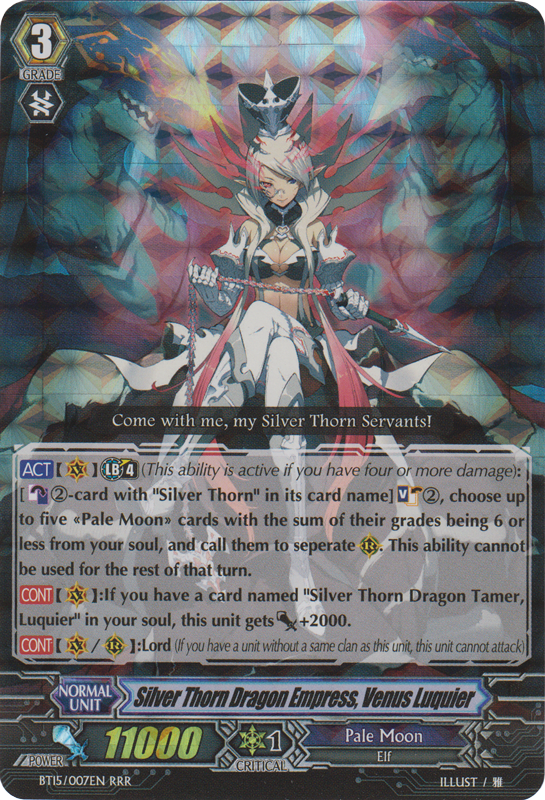 3
GRADE
Come with me, my Silver Thorn Servants!
ACT [ V ] LB 4 (This ability is active if you have four or more damage):
[ ②-card with "Silver Thorn" in its card name] V ②, choose up
to five «Pale Moon» cards with the sum of their grades being 6 or
less from your soul, and call them to seperate R. This ability cannot
be used for the rest of that turn.
CONT [ V ]:If you have a card named "Silver Thorn Dragon Tamer,
Luquier" in your soul, this unit gets +2000.
CONT [ V / R ]:Lord (If you have a unit without a same clan as this unit, this unit cannot attack)
NORMAL
UNIT
Silver Thorn Dragon Empress, Venus Luquier
POWER 11000 1
CRITICAL
Pale Moon
Elf
BT15/007EN RRR
ILLUST / 雅